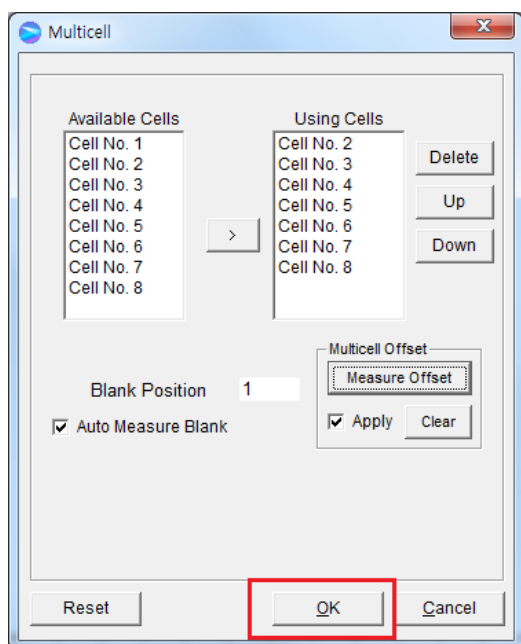 Multicell
Available Cells
Cell No. 1
Cell No. 2
Cell No. 3
Cell No. 4
Cell No. 5
Cell No. 6
Cell No. 7
Cell No. 8
>
Using Cells
Cell No. 2
Cell No. 3
Cell No. 4
Cell No. 5
Cell No. 6
Cell No. 7
Cell No. 8
Delete
Up
Down
Blank Position 1
Auto Measure Blank
Multicell Offset
Measure Offset
Apply Clear
Reset OK Cancel